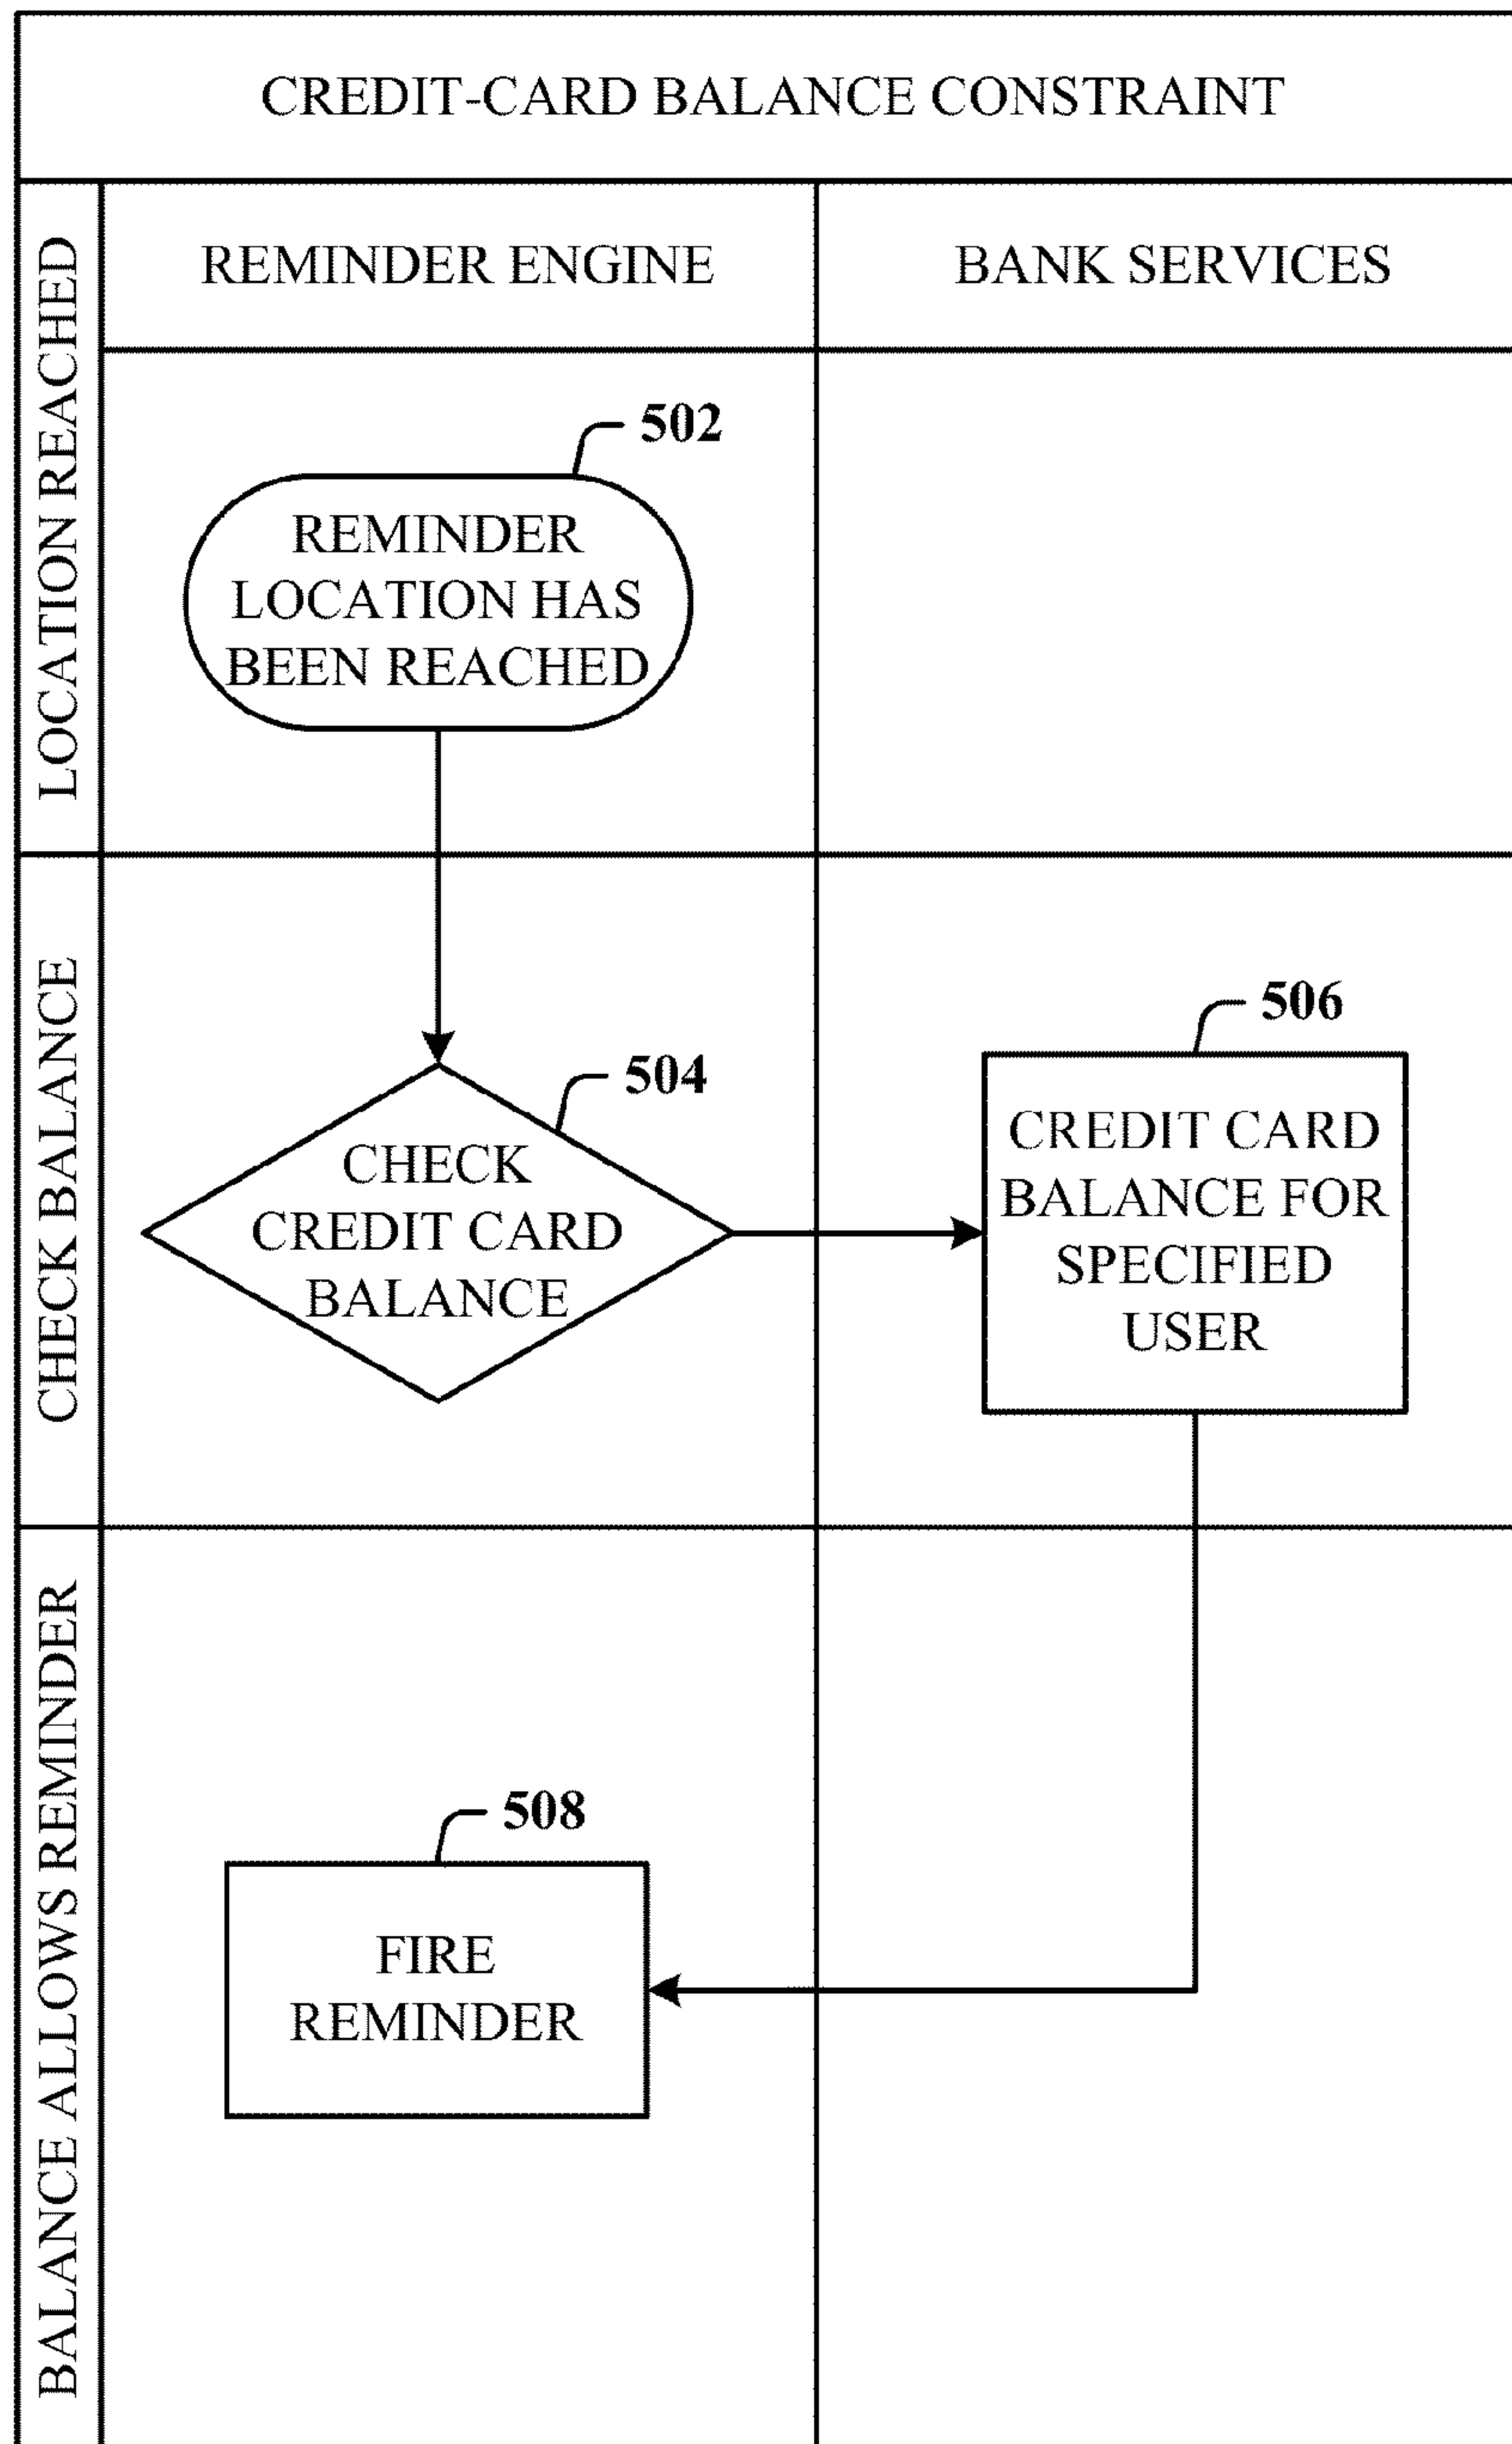 CREDIT-CARD BALANCE CONSTRAINT
LOCATION REACHED
REMINDER ENGINE
BANK SERVICES
502
REMINDER
LOCATION HAS
BEEN REACHED
CHECK BALANCE
504
CHECK
CREDIT CARD
BALANCE
506
CREDIT CARD
BALANCE FOR
SPECIFIED
USER
BALANCE ALLOWS REMINDER
508
FIRE
REMINDER